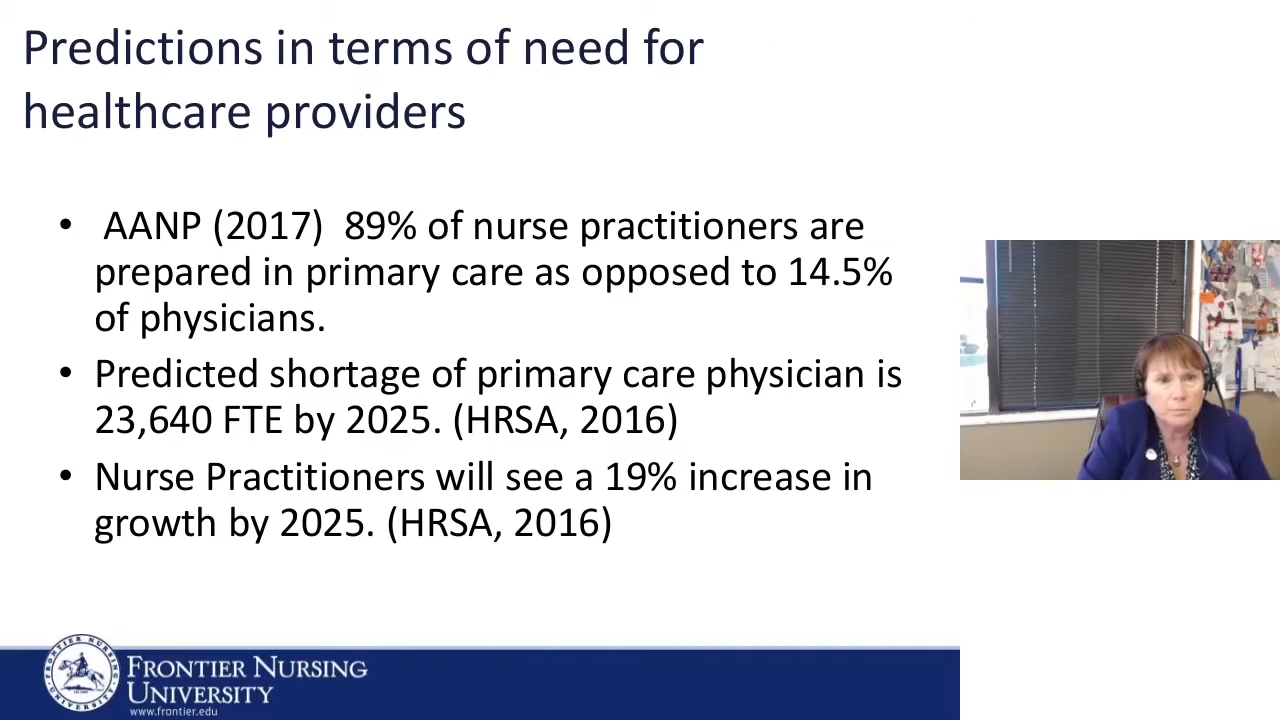 Predictions in terms of need for
healthcare providers
• AANP (2017)  89% of nurse practitioners are
prepared in primary care as opposed to 14.5%
of physicians.
• Predicted shortage of primary care physician is
23,640 FTE by 2025. (HRSA, 2016)
• Nurse Practitioners will see a 19% increase in
growth by 2025. (HRSA, 2016)
FRONTIER NURSING
UNIVERSITY
www.frontier.edu
FRONTIER NURSING
UNIVERSITY